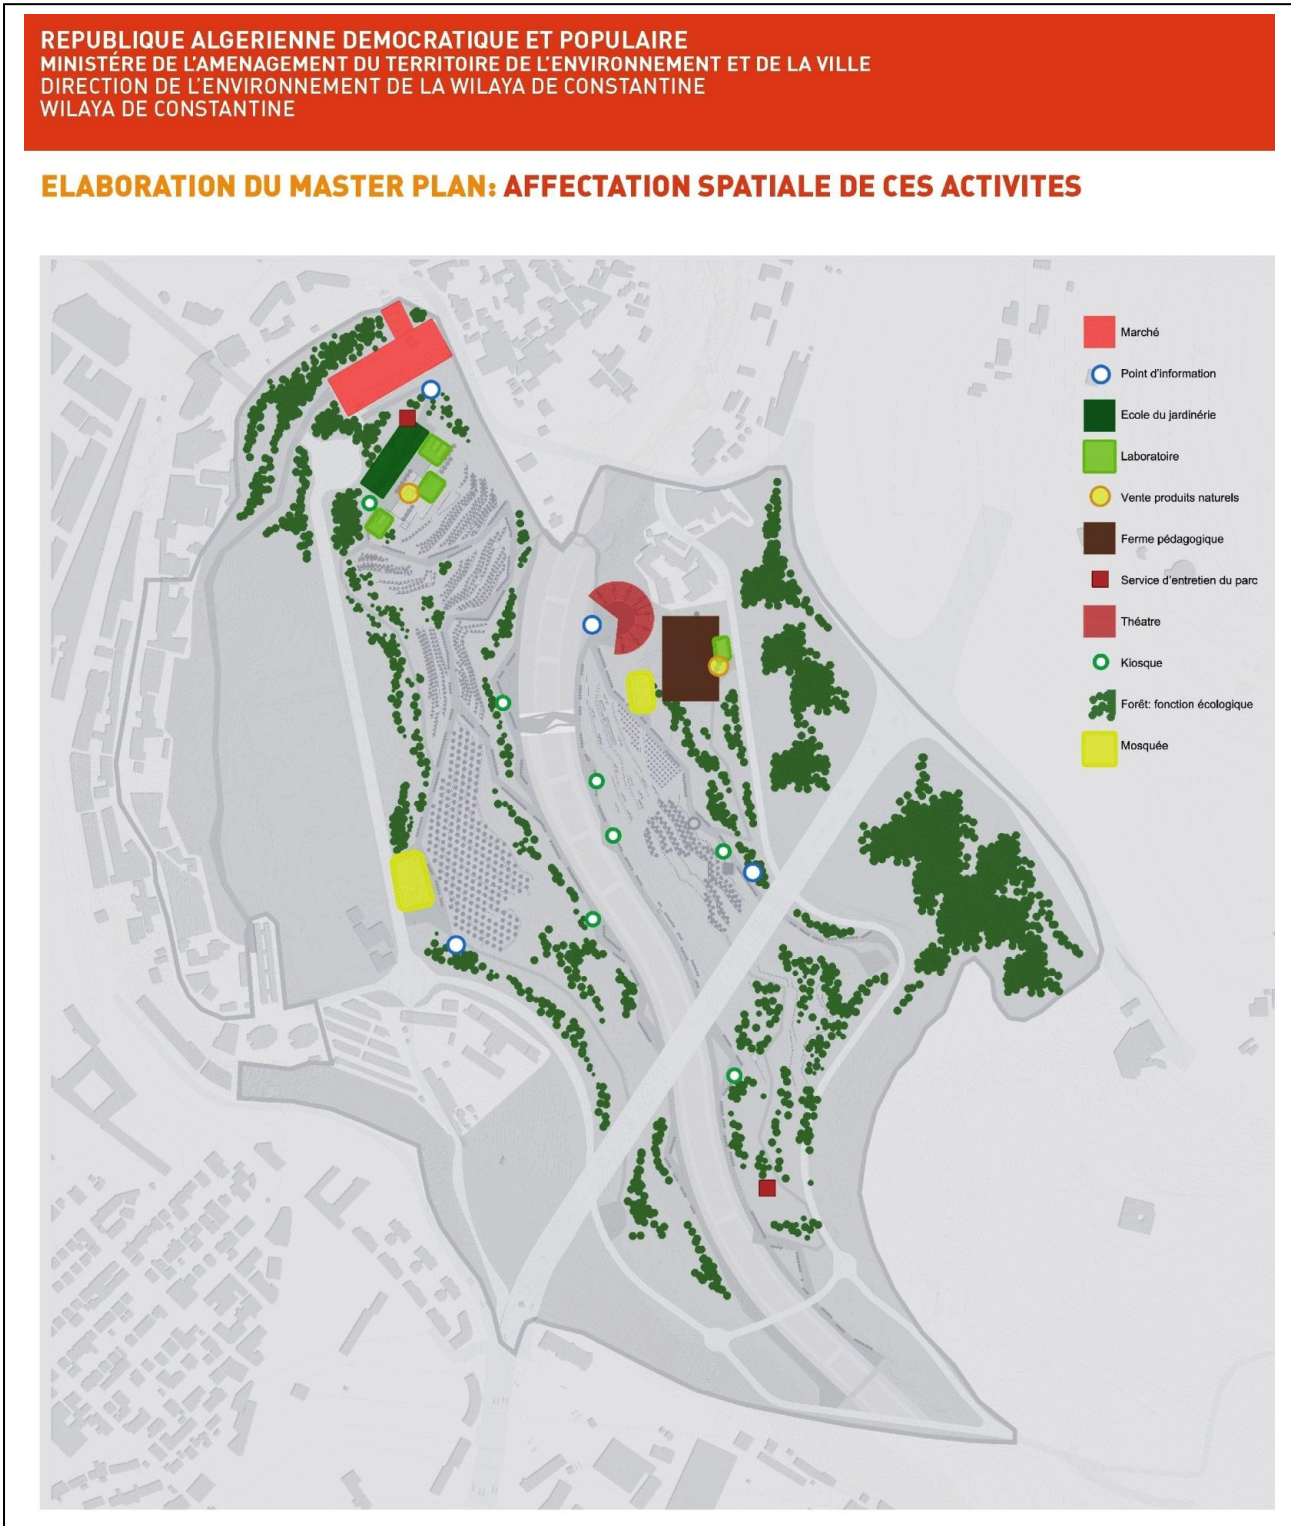 REPUBLIQUE ALGERIENNE DEMOCRATIQUE ET POPULAIRE
MINISTÉRE DE L'AMENAGEMENT DU TERRITOIRE DE L'ENVIRONNEMENT ET DE LA VILLE
DIRECTION DE L'ENVIRONNEMENT DE LA WILAYA DE CONSTANTINE
WILAYA DE CONSTANTINE
ELABORATION DU MASTER PLAN: AFFECTATION SPATIALE DE CES ACTIVITES
Marché
Point d'information
Ecole du jardinérie
Laboratoire
Vente produits naturels
Ferme pédagogique
Service d'entretien du parc
Théatre
Kiosque
Forêt: fonction écologique
Mosquée